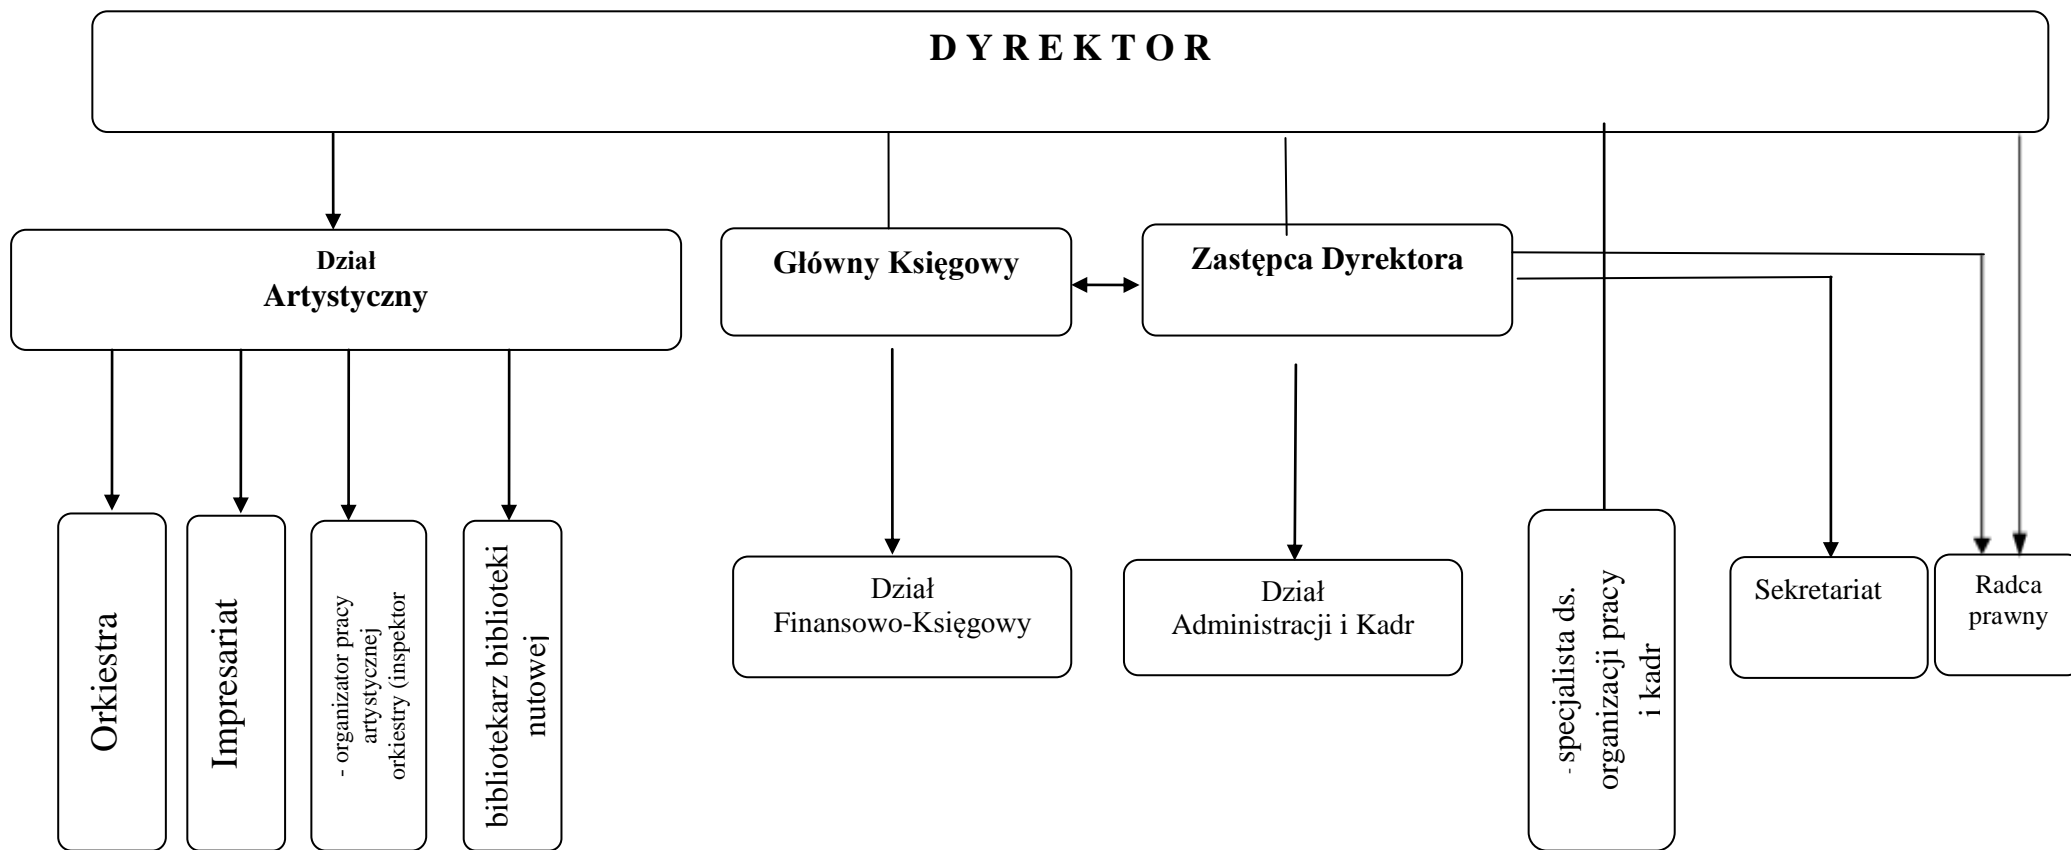 D Y R E K T O R
Dział
Artystyczny
Główny Księgowy
Zastępca Dyrektora
Orkiestra
Impresariat
- organizator pracy
artystycznej
orkiestry (inspektor
bibliotekarz biblioteki
nutowej
Dział
Finansowo-Księgowy
Dział
Administracji i Kadr
- specjalista ds.
organizacji pracy
i kadr
Sekretariat
Radca
prawny